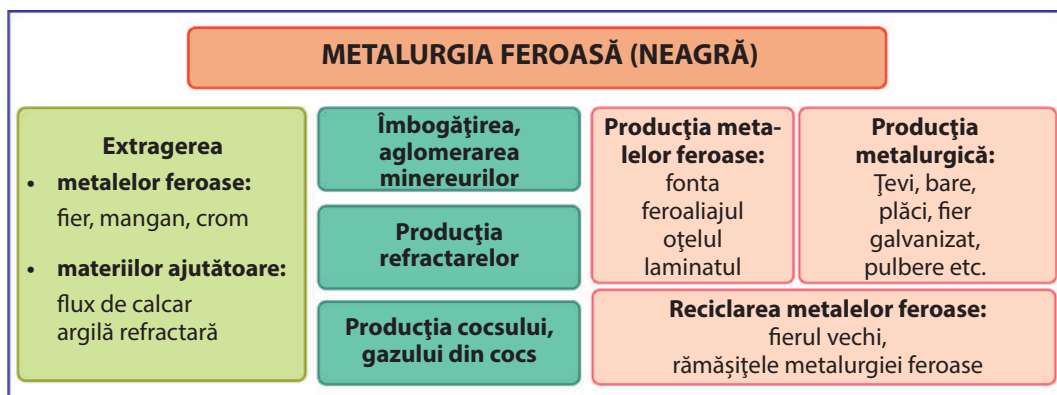 METALURGIA FEROASĂ (NEAGRĂ)
Extragerea
• metalelor feroase:
fier, mangan, crom
• materiilor ajutătoare:
flux de calcar
argilă refractară
Îmbogăţirea,
aglomerarea
minereurilor
Producţia
refractarelor
Producţia cocsului,
gazului din cocs
Producţia meta-
lelor feroase:
fonta
feroaliajul
oţelul
laminatul
Producţia
metalurgică:
Ţevi, bare,
plăci, fier
galvanizat,
pulbere etc.
Reciclarea metalelor feroase:
fierul vechi,
rămăşiţele metalurgiei feroase